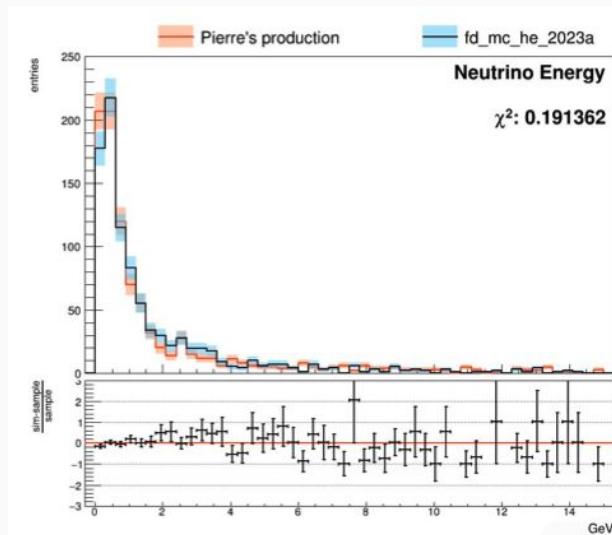 Pierre's production
fd_mc_he_2023a
entries
250
200
150
100
50
0
Neutrino Energy
χ²: 0.191362
sim-sample
sample
3
2
1
0
−1
−2
−3
0 2 4 6 8 10 12 14
GeV